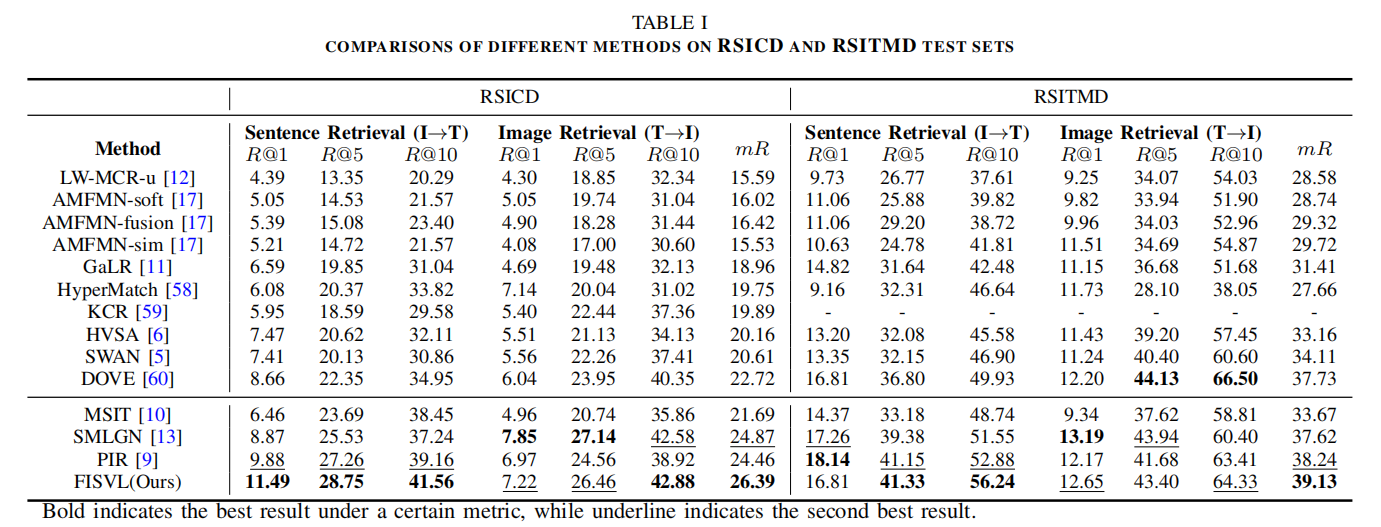 TABLE I
COMPARISONS OF DIFFERENT METHODS ON RSICD AND RSITMD TEST SETS
RSICD RSITMD
Method Sentence Retrieval (I→T) Image Retrieval (T→I) mR Sentence Retrieval (I→T) Image Retrieval (T→I) mR
R@1 R@5 R@10 R@1 R@5 R@10 R@1 R@5 R@10 R@1 R@5 R@10
LW-MCR-u [12] 4.39 13.35 20.29 4.30 18.85 32.34 15.59 9.73 26.77 37.61 9.25 34.07 54.03 28.58
AMFMN-soft [17] 5.05 14.53 21.57 5.05 19.74 31.04 16.02 11.06 25.88 39.82 9.82 33.94 51.90 28.74
AMFMN-fusion [17] 5.39 15.08 23.40 4.90 18.28 31.44 16.42 11.06 29.20 38.72 9.96 34.03 52.96 29.32
AMFMN-sim [17] 5.21 14.72 21.57 4.08 17.00 30.60 15.53 10.63 24.78 41.81 11.51 34.69 54.87 29.72
GaLR [11] 6.59 19.85 31.04 4.69 19.48 32.13 18.96 14.82 31.64 42.48 11.15 36.68 51.68 31.41
HyperMatch [58] 6.08 20.37 33.82 7.14 20.04 31.02 19.75 9.16 32.31 46.64 11.73 28.10 38.05 27.66
KCR [59] 5.95 18.59 29.58 5.40 22.44 37.36 19.89 - - - - - - -
HVSA [6] 7.47 20.62 32.11 5.51 21.13 34.13 20.16 13.20 32.08 45.58 11.43 39.20 57.45 33.16
SWAN [5] 7.41 20.13 30.86 5.56 22.26 37.41 20.61 13.35 32.15 46.90 11.24 40.40 60.60 34.11
DOVE [60] 8.66 22.35 34.95 6.04 23.95 40.35 22.72 16.81 36.80 49.93 12.20 44.13 66.50 37.73
MSIT [10] 6.46 23.69 38.45 4.96 20.74 35.86 21.69 14.37 33.18 48.74 9.34 37.62 58.81 33.67
SMLGN [13] 8.87 25.53 37.24 7.85 27.14 42.58 24.87 17.26 39.38 51.55 13.19 43.94 60.40 37.62
PIR [9] 9.88 27.26 39.16 6.97 24.56 38.92 24.46 18.14 41.15 52.88 12.17 41.68 63.41 38.24
FISVL(Ours) 11.49 28.75 41.56 7.22 26.46 42.88 26.39 16.81 41.33 56.24 12.65 43.40 64.33 39.13
Bold indicates the best result under a certain metric, while underline indicates the second best result.